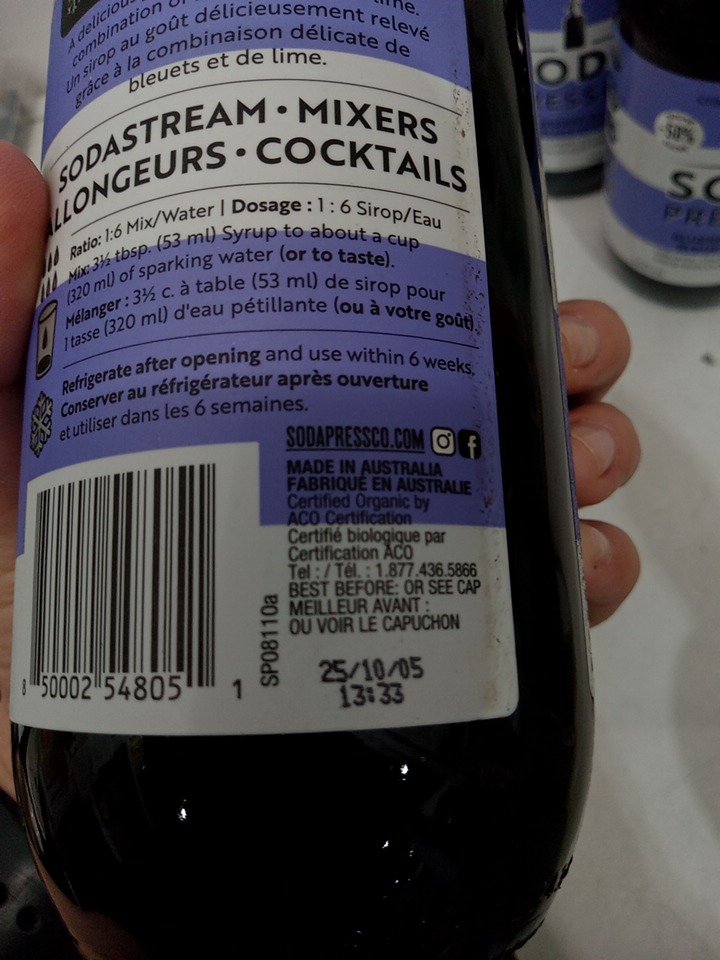 A delicious
combination of lime.
Un sirop au goût délicieusement relevé
grâce à la combinaison délicate de
bleuets et de lime.
SODASTREAM • MIXERS
ALLONGEURS • COCKTAILS
Ratio: 1:6 Mix/Water | Dosage : 1 : 6 Sirop/Eau
Mix: 3½ tbsp. (53 ml) Syrup to about a cup
(320 ml) of sparking water (or to taste).
Mélanger : 3½ c. à table (53 ml) de sirop pour
1 tasse (320 ml) d'eau pétillante (ou à votre goût).
Refrigerate after opening and use within 6 weeks.
Conserver au réfrigérateur après ouverture
et utiliser dans les 6 semaines.
SODAPRESSCO.COM
MADE IN AUSTRALIA
FABRIQUÉ EN AUSTRALIE
Certified Organic by
ACO Certification
Certifié biologique par
Certification ACO
Tel : / Tél. : 1.877.436.5866
BEST BEFORE: OR SEE CAP
MEILLEUR AVANT :
OU VOIR LE CAPUCHON
SP08110a
8 50002 54805 1
25/10/05
13:33
-50%